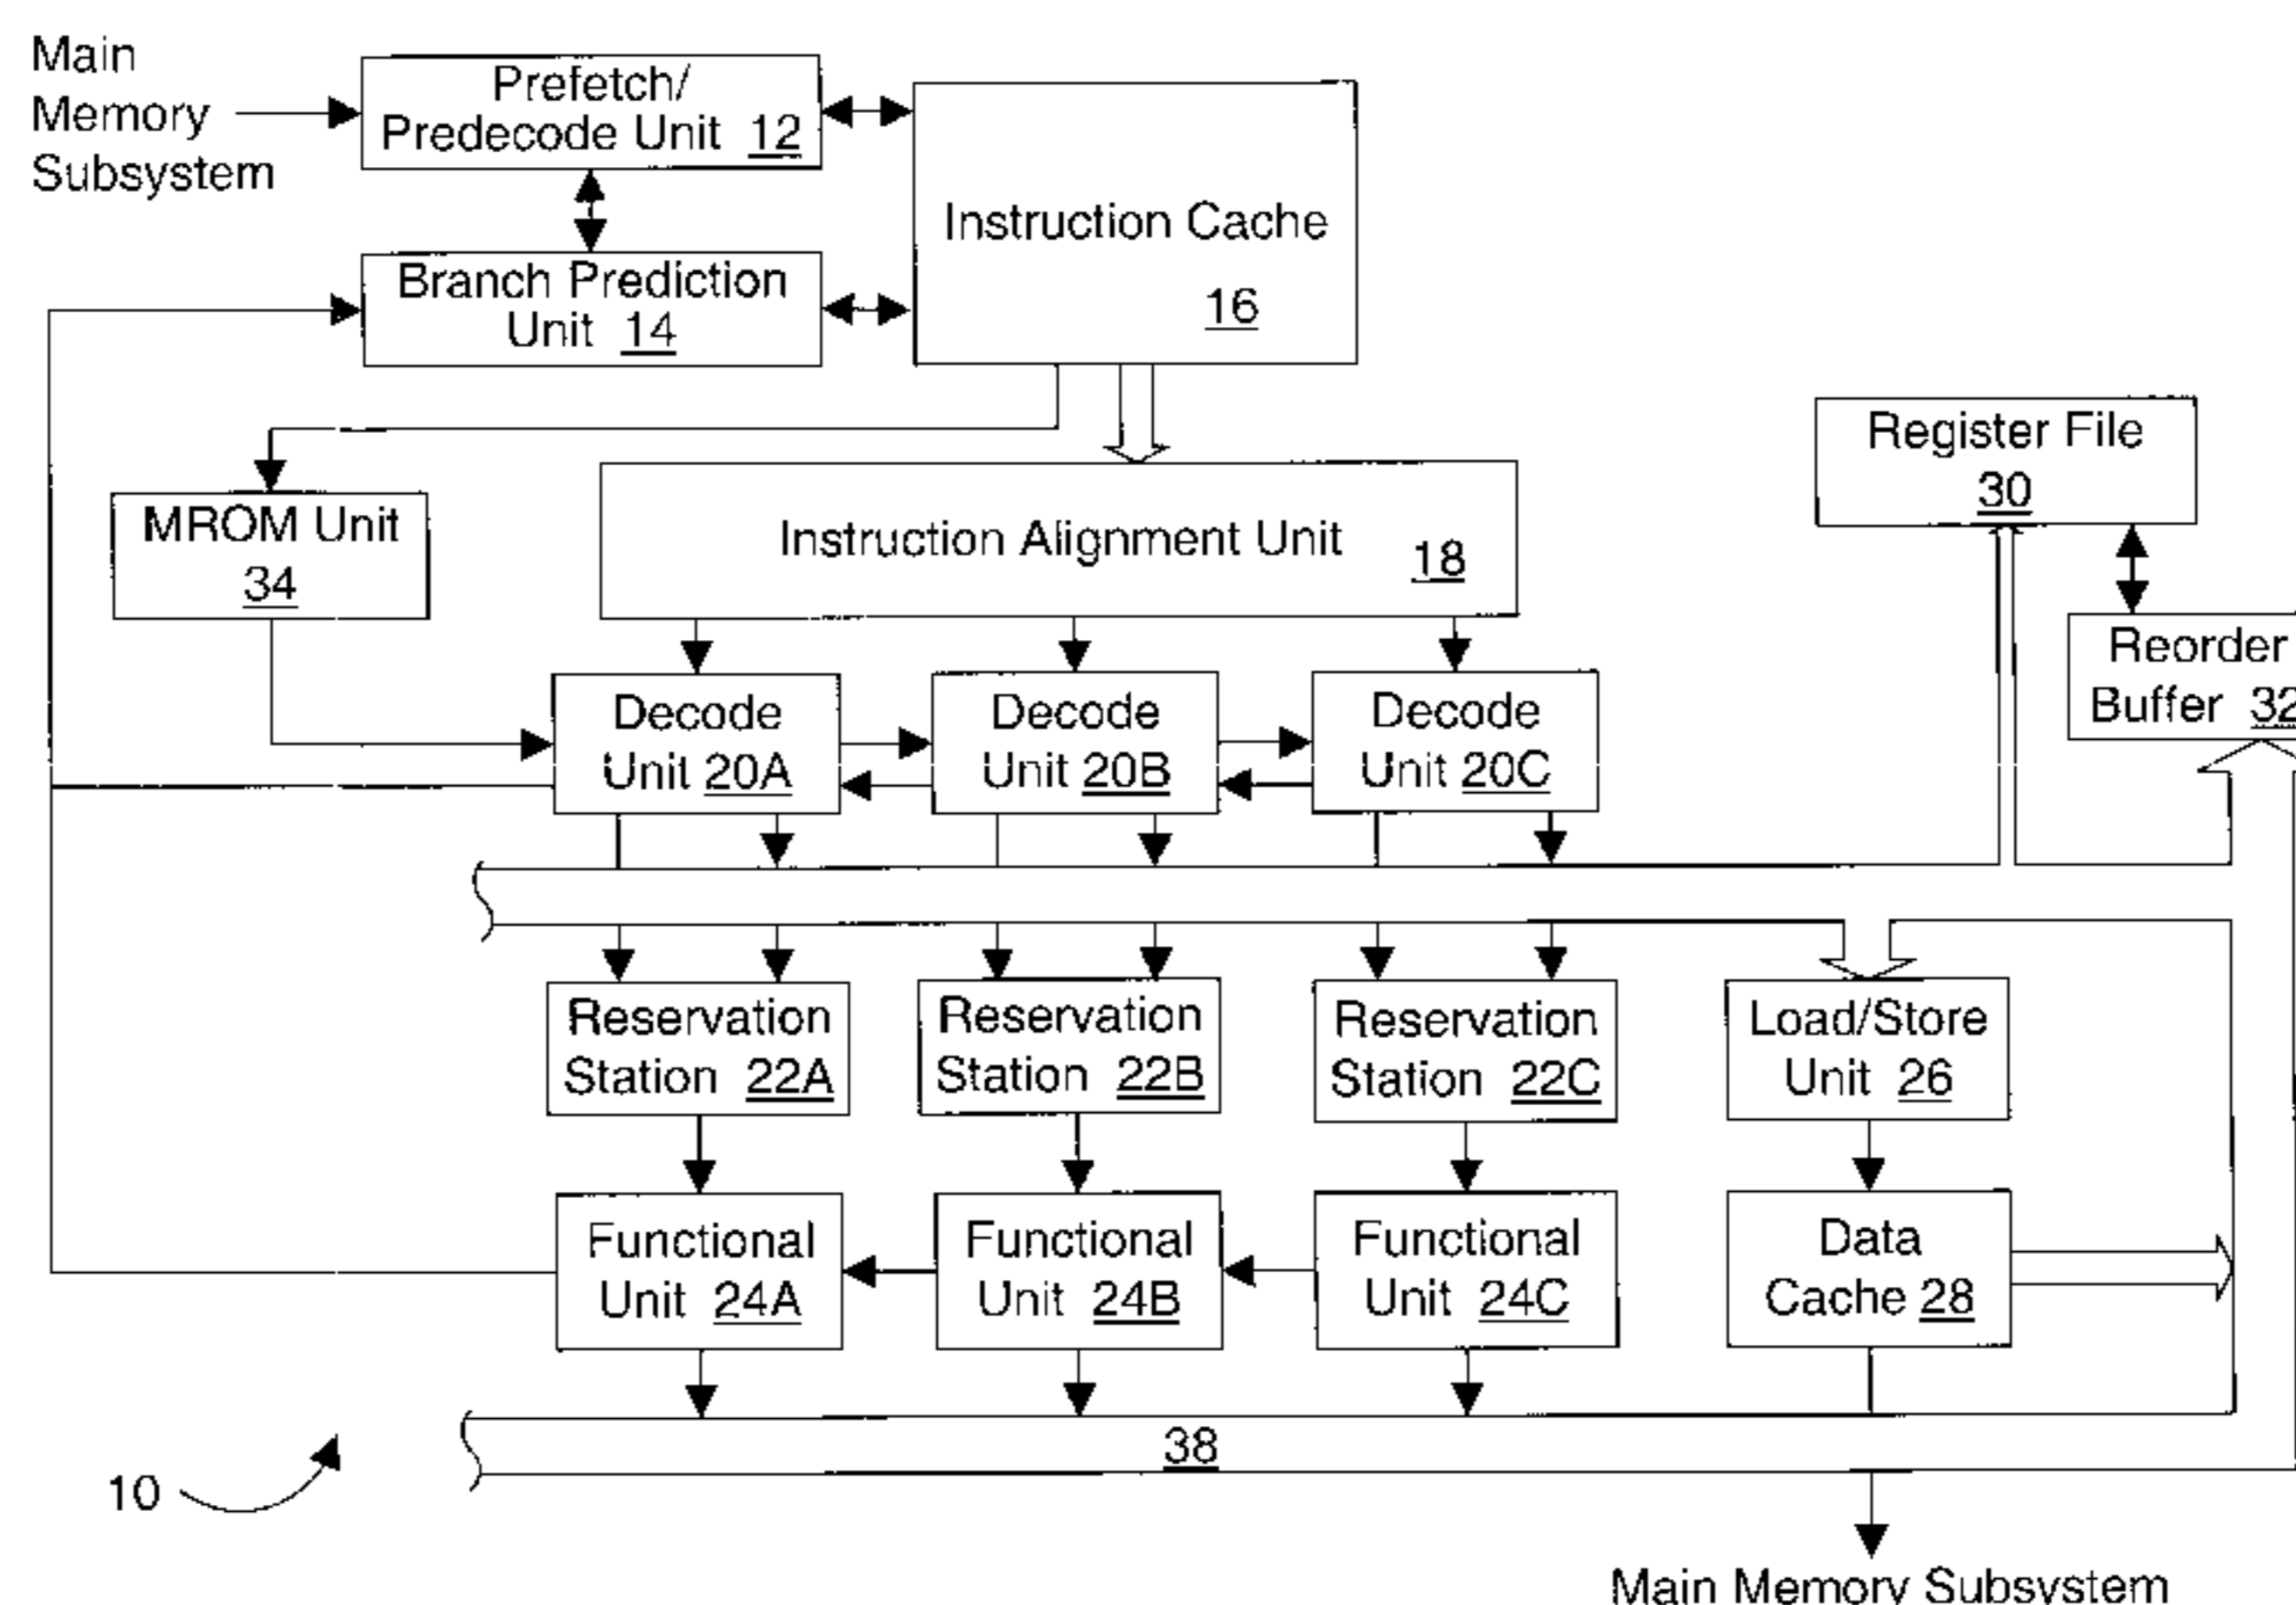 Main
Memory
Subsystem
Prefetch/
Predecode Unit 12
Branch Prediction
Unit 14
Instruction Cache
16
Register File
30
MROM Unit
34
Instruction Alignment Unit 18
Reorder
Buffer 32
Decode
Unit 20A
Decode
Unit 20B
Decode
Unit 20C
Reservation
Station 22A
Reservation
Station 22B
Reservation
Station 22C
Load/Store
Unit 26
Functional
Unit 24A
Functional
Unit 24B
Functional
Unit 24C
Data
Cache 28
38
10
Main Memory Subsystem